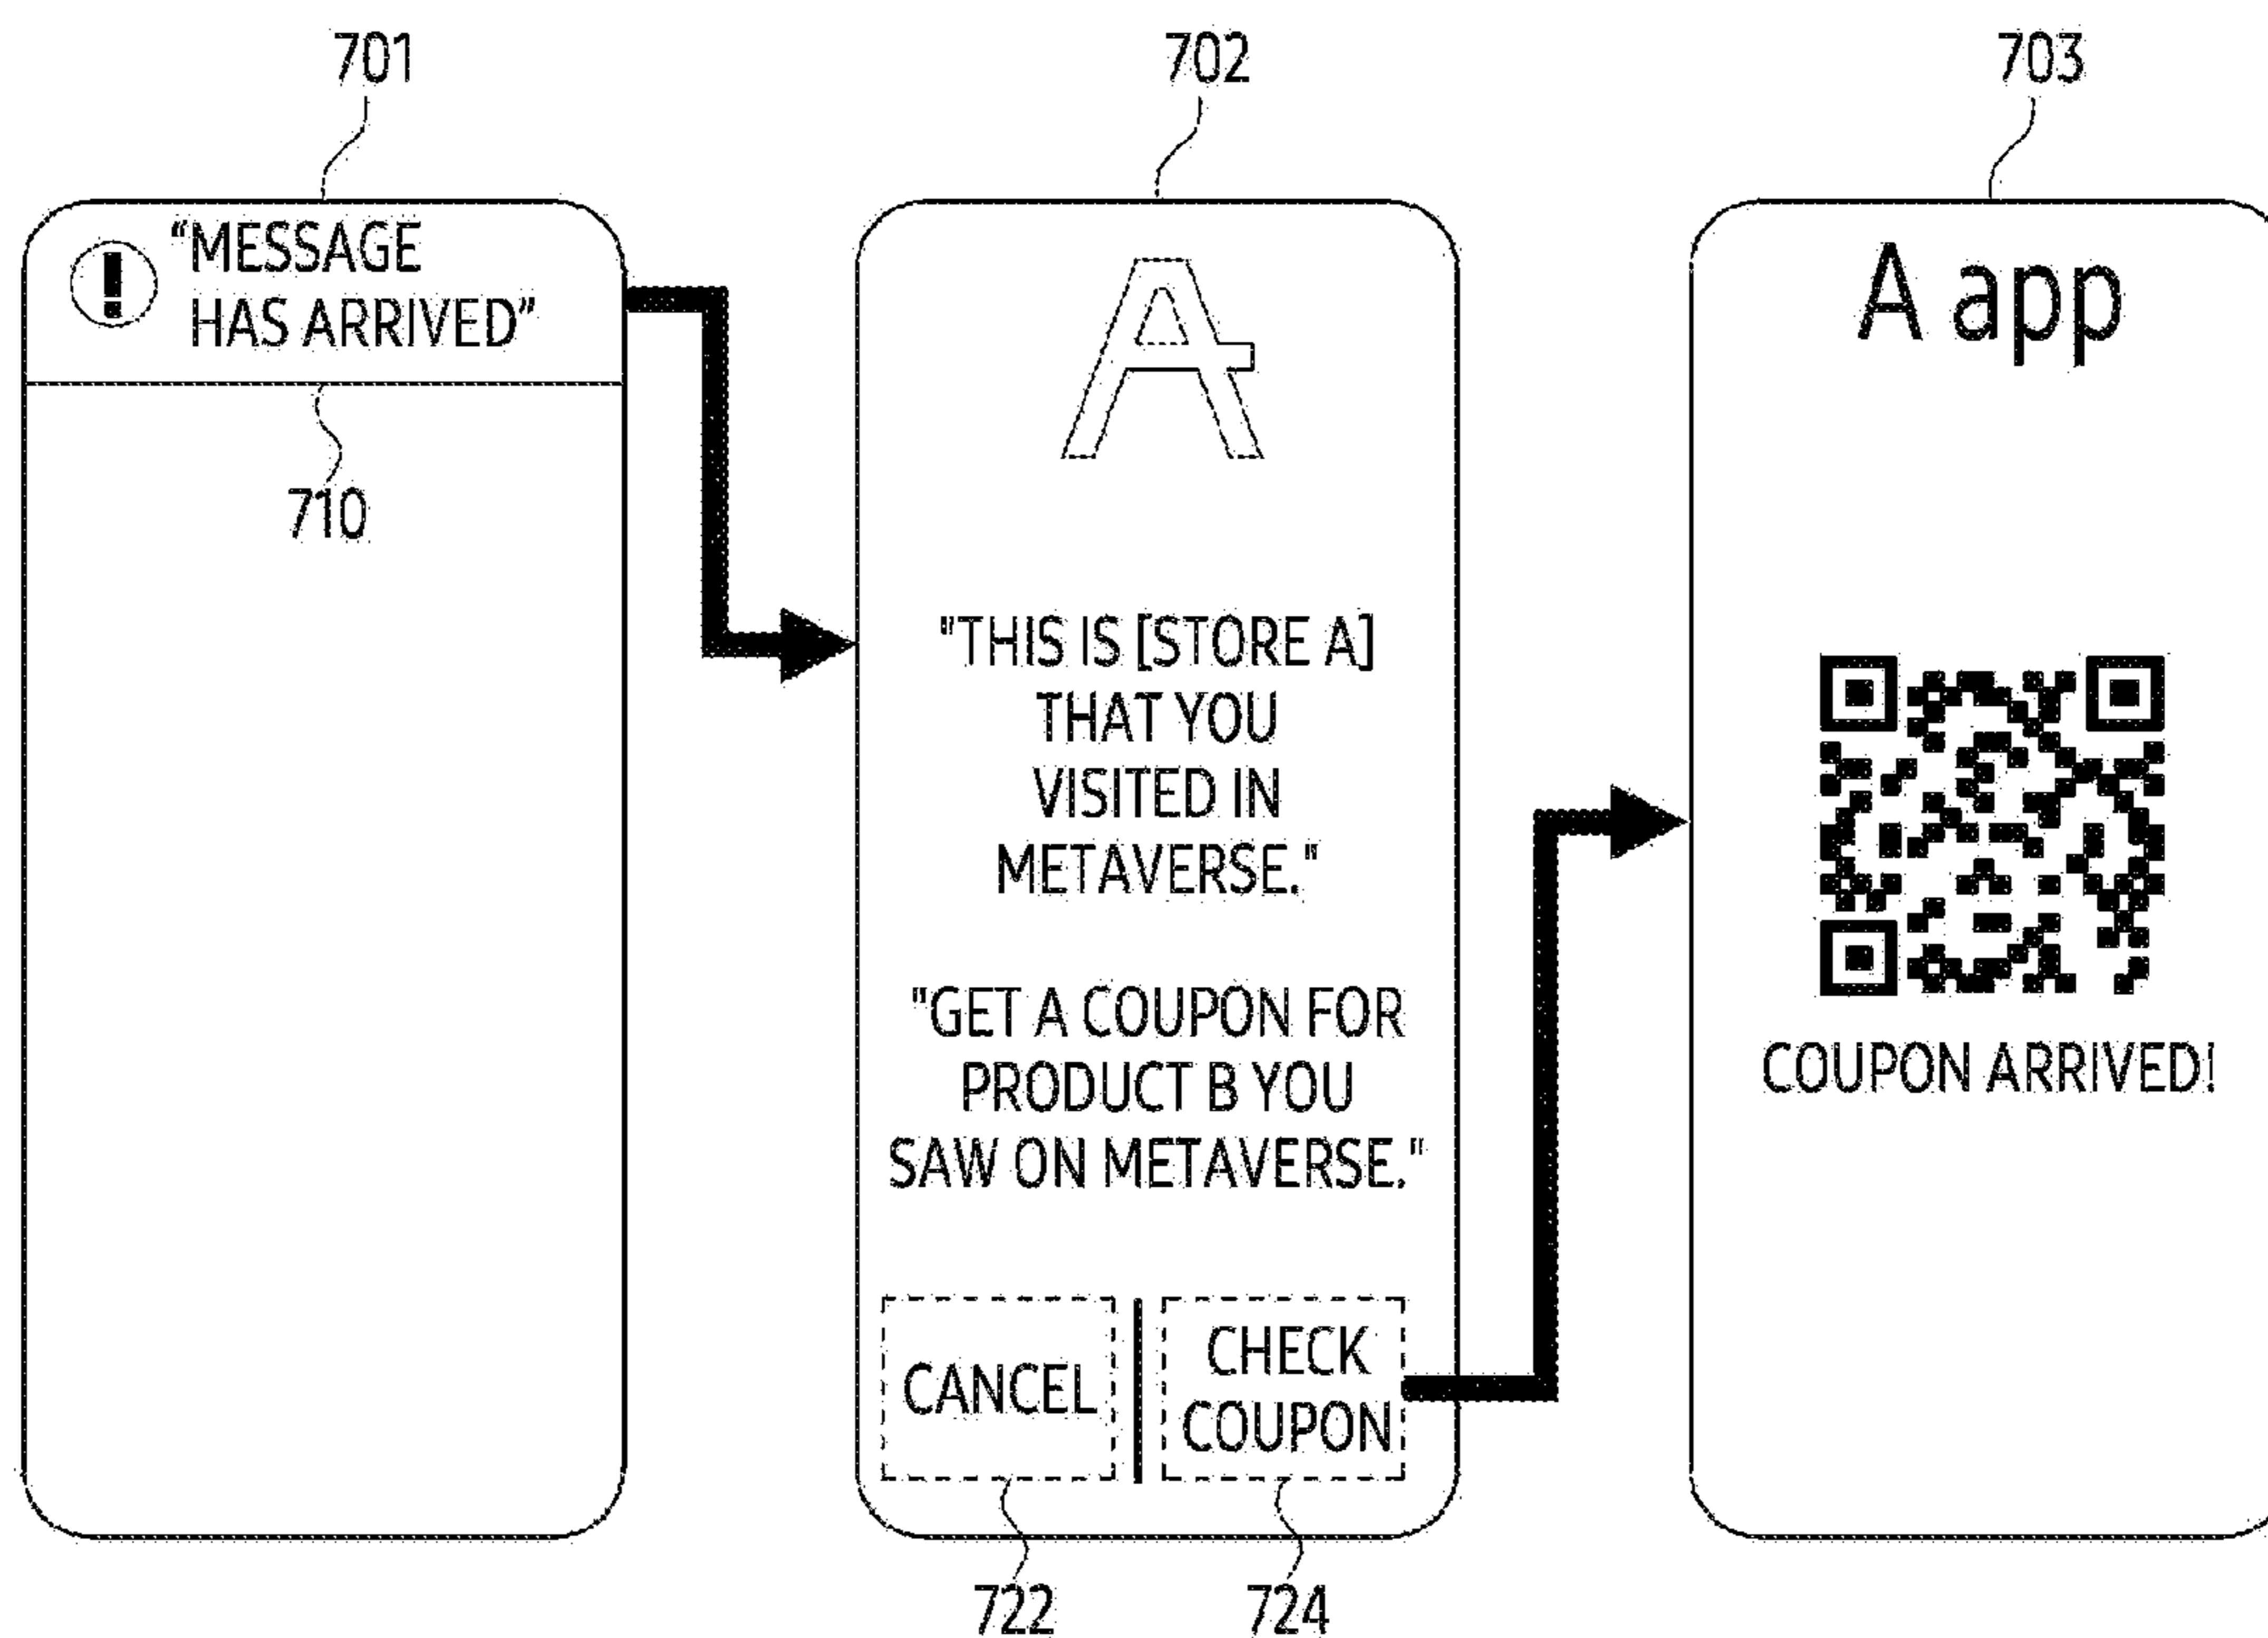 701
702
703
"MESSAGE
HAS ARRIVED"
710
A
"THIS IS [STORE A]
THAT YOU
VISITED IN
METAVERSE."
"GET A COUPON FOR
PRODUCT B YOU
SAW ON METAVERSE."
CANCEL
CHECK
COUPON
722
724
A app
COUPON ARRIVED!